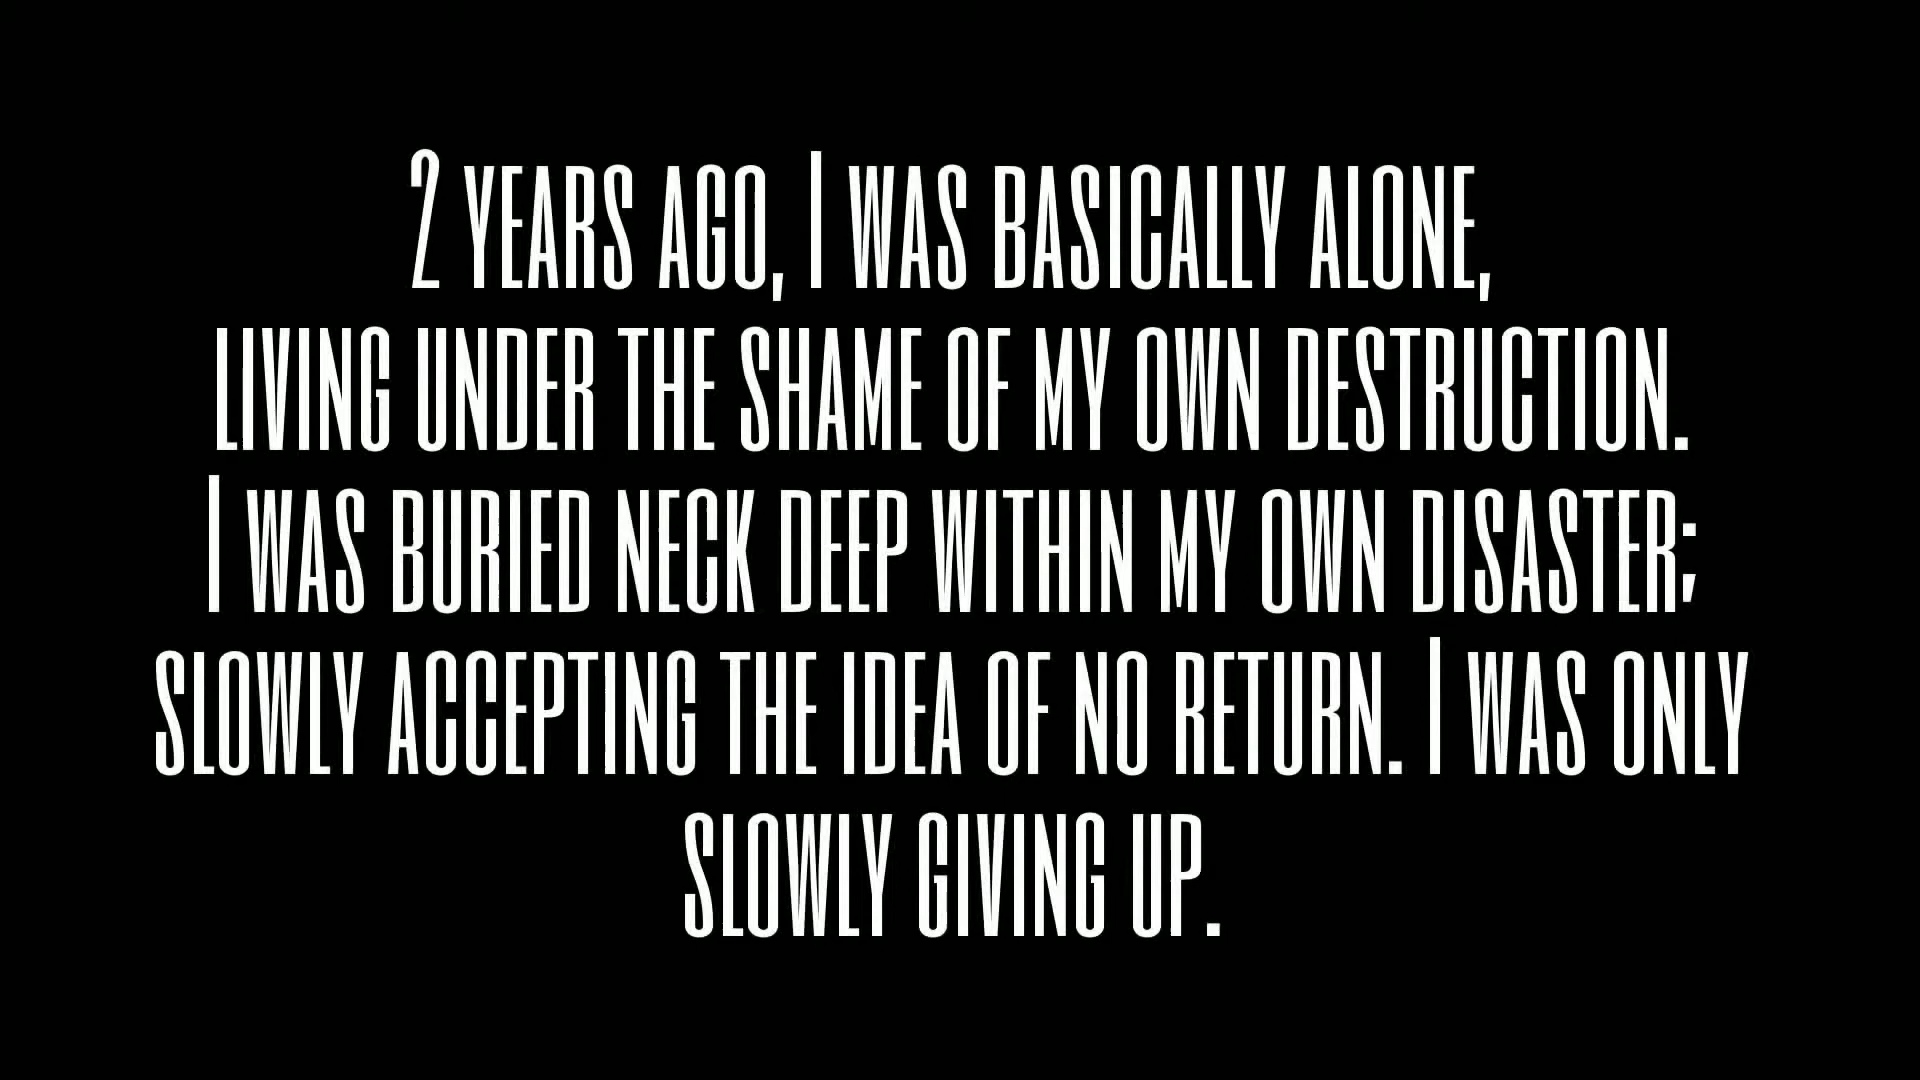 2 years ago, I was basically alone,
living under the shame of my own destruction.
I was buried neck deep within my own disaster;
slowly accepting the idea of no return. I was only
slowly giving up.